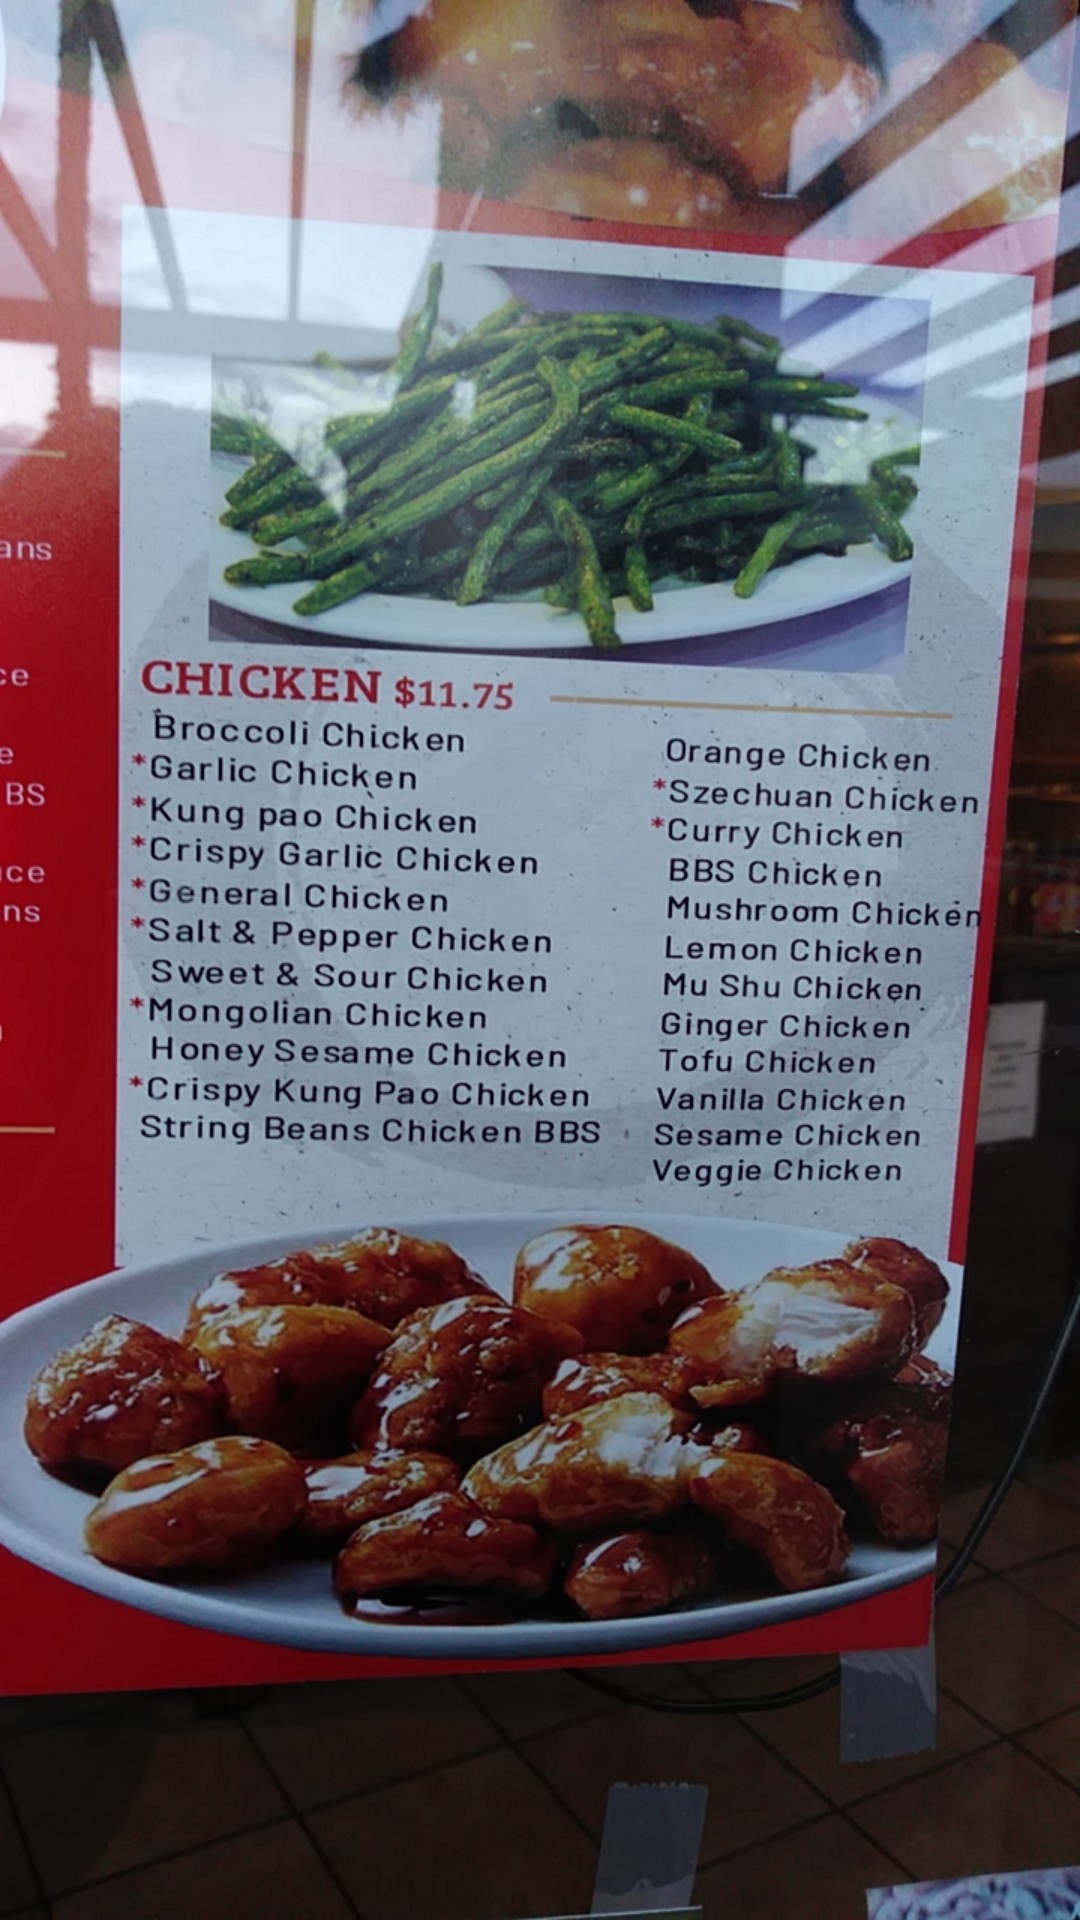 ans
ce
e
BS
ce
ns
CHICKEN $11.75
Broccoli Chicken
*Garlic Chicken
*Kung pao Chicken
*Crispy Garlic Chicken
*General Chicken
*Salt & Pepper Chicken
Sweet & Sour Chicken
*Mongolian Chicken
Honey Sesame Chicken
*Crispy Kung Pao Chicken
String Beans Chicken BBS
Orange Chicken
*Szechuan Chicken
*Curry Chicken
BBS Chicken
Mushroom Chicken
Lemon Chicken
Mu Shu Chicken
Ginger Chicken
Tofu Chicken
Vanilla Chicken
Sesame Chicken
Veggie Chicken